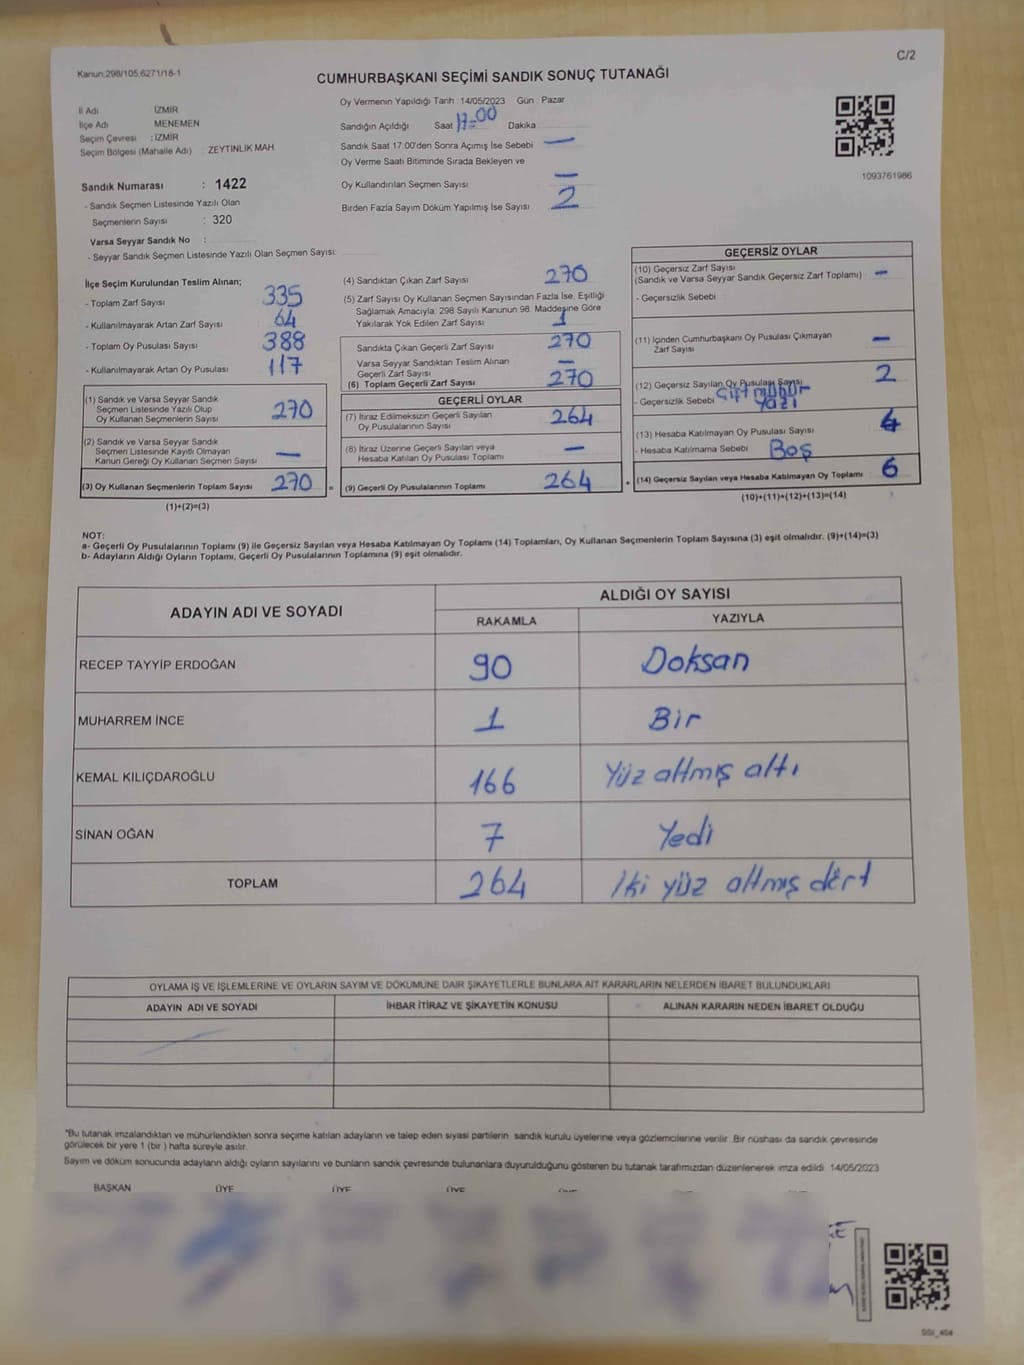 Kanun;298/105,6271/18-1
C/2
CUMHURBAŞKANI SEÇİMİ SANDIK SONUÇ TUTANAĞI
İl Adı İZMİR
İlçe Adı MENEMEN
Seçim Çevresi : İZMİR
Seçim Bölgesi (Mahalle Adı) : ZEYTİNLİK MAH.
Sandık Numarası : 1422
- Sandık Seçmen Listesinde Yazılı Olan
Seçmenlerin Sayısı : 320
Varsa Seyyar Sandık No :
- Seyyar Sandık Seçmen Listesinde Yazılı Olan Seçmen Sayısı:
Oy Vermenin Yapıldığı Tarih : 14/05/2023 Gün : Pazar
Sandığın Açıldığı Saat 17=00 Dakika
Sandık Saat 17:00'den Sonra Açımış İse Sebebi —
Oy Verme Saati Bitiminde Sırada Bekleyen ve
Oy Kullandırılan Seçmen Sayısı —
Birden Fazla Sayım Döküm Yapılmış İse Sayısı 2
1093761986
İlçe Seçim Kurulundan Teslim Alınan;
- Toplam Zarf Sayısı 335
- Kullanılmayarak Artan Zarf Sayısı 64
- Toplam Oy Pusulası Sayısı 388
- Kullanılmayarak Artan Oy Pusulası 117
(1) Sandık ve Varsa Seyyar Sandık
Seçmen Listesinde Yazılı Olup
Oy Kullanan Seçmenlerin Sayısı 270
(2) Sandık ve Varsa Seyyar Sandık
Seçmen Listesinde Kayıtlı Olmayan
Kanun Gereği Oy Kullanan Seçmen Sayısı —
(3) Oy Kullanan Seçmenlerin Toplam Sayısı 270 =
(1)+(2)=(3)
(4) Sandıktan Çıkan Zarf Sayısı 270
(5) Zarf Sayısı Oy Kullanan Seçmen Sayısından Fazla İse, Eşitliği
Sağlamak Amacıyla; 298 Sayılı Kanunun 98. Maddesine Göre
Yakılarak Yok Edilen Zarf Sayısı 1
Sandıkta Çıkan Geçerli Zarf Sayısı 270
Varsa Seyyar Sandıktan Teslim Alınan
Geçerli Zarf Sayısı —
(6) Toplam Geçerli Zarf Sayısı 270
GEÇERLİ OYLAR
(7) İtiraz Edilmeksizin Geçerli Sayılan
Oy Pusulalarının Sayısı 264
(8) İtiraz Üzerine Geçerli Sayılan veya
Hesaba Katılan Oy Pusulası Toplamı —
(9) Geçerli Oy Pusulalarının Toplamı 264 +
GEÇERSİZ OYLAR
(10) Geçersiz Zarf Sayısı
(Sandık ve Varsa Seyyar Sandık Geçersiz Zarf Toplamı) —
- Geçersizlik Sebebi
(11) İçinden Cumhurbaşkanı Oy Pusulası Çıkmayan
Zarf Sayısı —
(12) Geçersiz Sayılan Oy Pusulası Sayısı 2
- Geçersizlik Sebebi Çift mühür
yazı
(13) Hesaba Katılmayan Oy Pusulası Sayısı 4
- Hesaba Katılmama Sebebi Boş
(14) Geçersiz Sayılan veya Hesaba Katılmayan Oy Toplamı 6
(10)+(11)+(12)+(13)=(14)
NOT:
a- Geçerli Oy Pusulalarının Toplamı (9) ile Geçersiz Sayılan veya Hesaba Katılmayan Oy Toplamı (14) Toplamları, Oy Kullanan Seçmenlerin Toplam Sayısına (3) eşit olmalıdır. (9)+(14)=(3)
b- Adayların Aldığı Oyların Toplamı, Geçerli Oy Pusulalarının Toplamına (9) eşit olmalıdır.
ADAYIN ADI VE SOYADI
ALDIĞI OY SAYISI
RAKAMLA YAZIYLA
RECEP TAYYİP ERDOĞAN 90 Doksan
MUHARREM İNCE 1 Bir
KEMAL KILIÇDAROĞLU 166 Yüz altmış altı
SİNAN OĞAN 7 Yedi
TOPLAM 264 İki yüz altmış dört
OYLAMA İŞ VE İŞLEMLERİNE VE OYLARIN SAYIM VE DÖKÜMÜNE DAİR ŞİKAYETLERLE BUNLARA AİT KARARLARIN NELERDEN İBARET BULUNDUKLARI
ADAYIN ADI VE SOYADI İHBAR İTİRAZ VE ŞİKAYETİN KONUSU ALINAN KARARIN NEDEN İBARET OLDUĞU
*Bu tutanak imzalandıktan ve mühürlendikten sonra seçime katılan adayların ve talep eden siyasi partilerin sandık kurulu üyelerine veya gözlemcilerine verilir. Bir nüshası da sandık çevresinde
görülecek bir yere 1 (bir ) hafta süreyle asılır.
Sayım ve döküm sonucunda adayların aldığı oyların sayılarını ve bunların sandık çevresinde bulunanlara duyurulduğunu gösteren bu tutanak tarafımızdan düzenlenerek imza edildi 14/05/2023
BAŞKAN ÜYE ÜYE ÜYE ÜYE